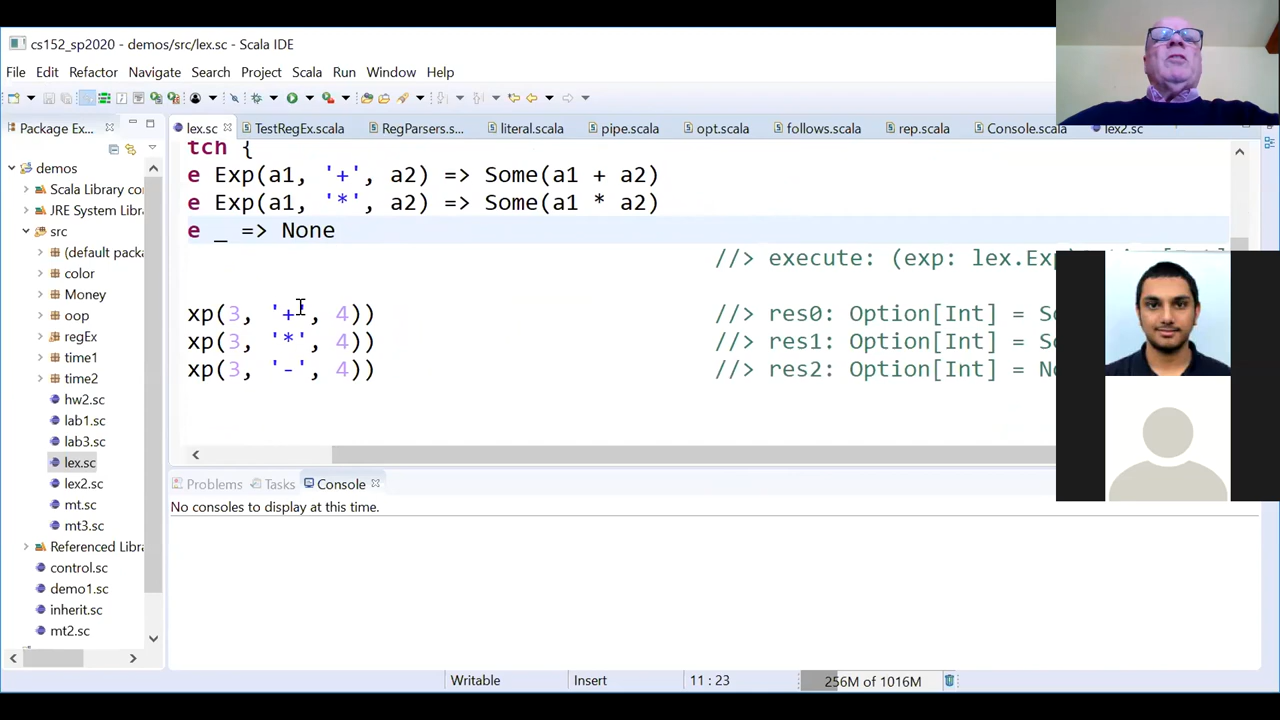 cs152_sp2020 - demos/src/lex.sc - Scala IDE
File Edit Refactor Navigate Search Project Scala Run Window Help
Package Ex...
lex.sc TestRegEx.scala RegParsers.s... literal.scala pipe.scala opt.scala follows.scala rep.scala Console.scala lex2.sc
demos
Scala Library co
JRE System Lib
src
(default packa
color
Money
oop
regEx
time1
time2
hw2.sc
lab1.sc
lab3.sc
lex.sc
lex2.sc
mt.sc
mt3.sc
Referenced Libr
control.sc
demo1.sc
inherit.sc
mt2.sc
tch {
e Exp(a1, '+', a2) => Some(a1 + a2)
e Exp(a1, '*', a2) => Some(a1 * a2)
e _ => None
//> execute: (exp: lex.Exp)
xp(3, '+', 4)) //> res0: Option[Int] = So
xp(3, '*', 4)) //> res1: Option[Int] = So
xp(3, '-', 4)) //> res2: Option[Int] = No
Problems Tasks Console
No consoles to display at this time.
Writable Insert 11 : 23 256M of 1016M